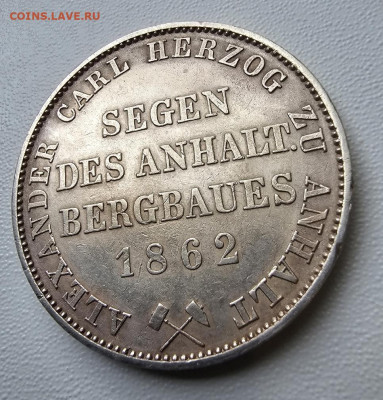 COINS.LAVE.RU
ALEXANDER CARL HERZOG ZU ANHALT
SEGEN
DES ANHALT.
BERGBAUES
1862